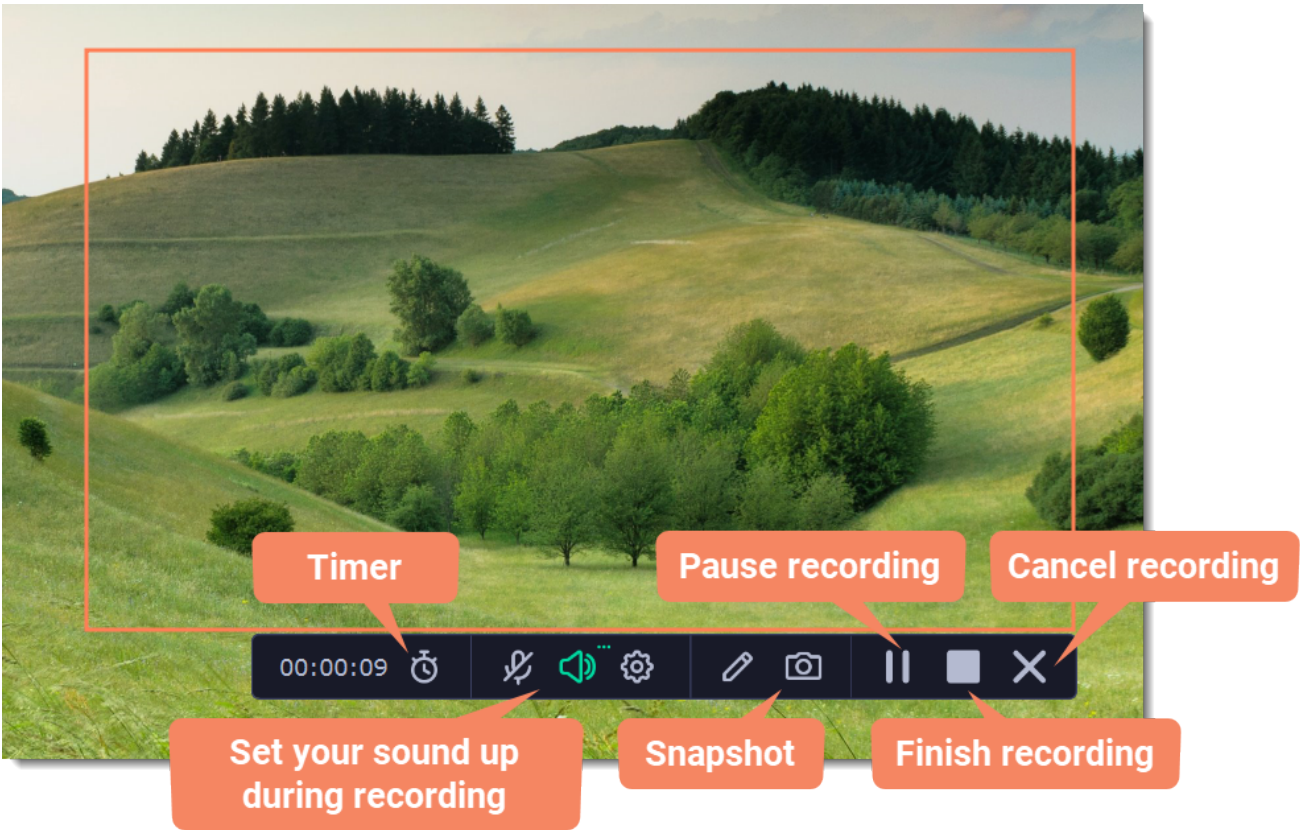 Timer
Pause recording
Cancel recording
00:00:09
Set your sound up
during recording
Snapshot
Finish recording